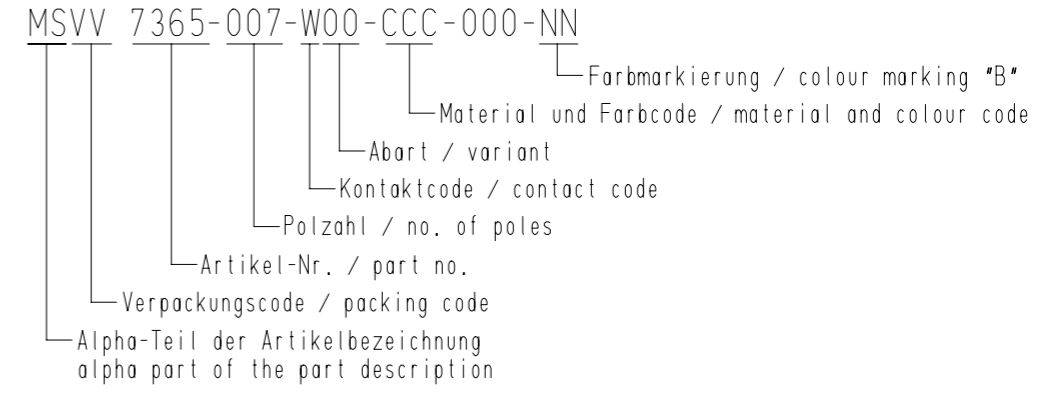 MSVV 7365-007-W00-CCC-000-NN
Farbmarkierung / colour marking "B"
Material und Farbcode / material and colour code
Abart / variant
Kontaktcode / contact code
Polzahl / no. of poles
Artikel-Nr. / part no.
Verpackungscode / packing code
Alpha-Teil der Artikelbezeichnung
alpha part of the part description